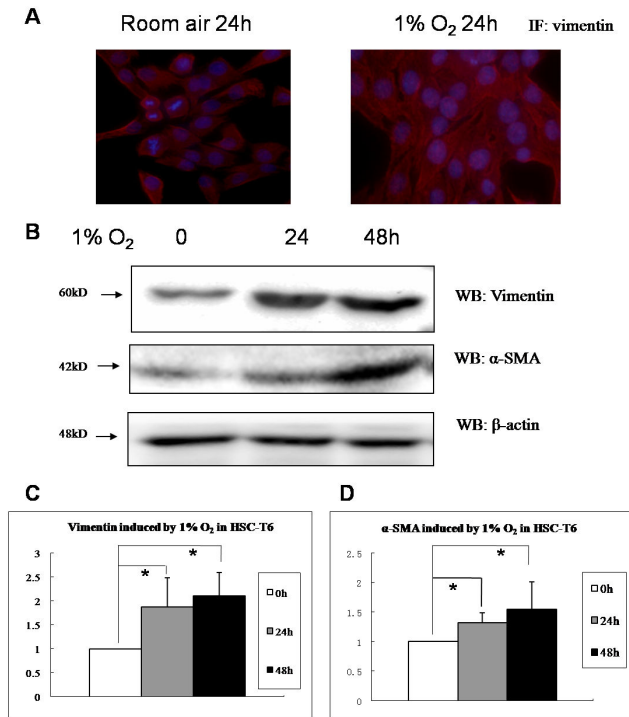 A
Room air 24h 1% O₂ 24h IF: vimentin
B
1% O₂ 0 24 48h
60kD WB: Vimentin
42kD WB: α-SMA
48kD WB: β-actin
C
Vimentin induced by 1% O₂ in HSC-T6
3
2.5
2
1.5
1
0.5
0
* *
0h
24h
48h
D
α-SMA induced by 1% O₂ in HSC-T6
2.5
2
1.5
1
0.5
0
* *
0h
24h
48h